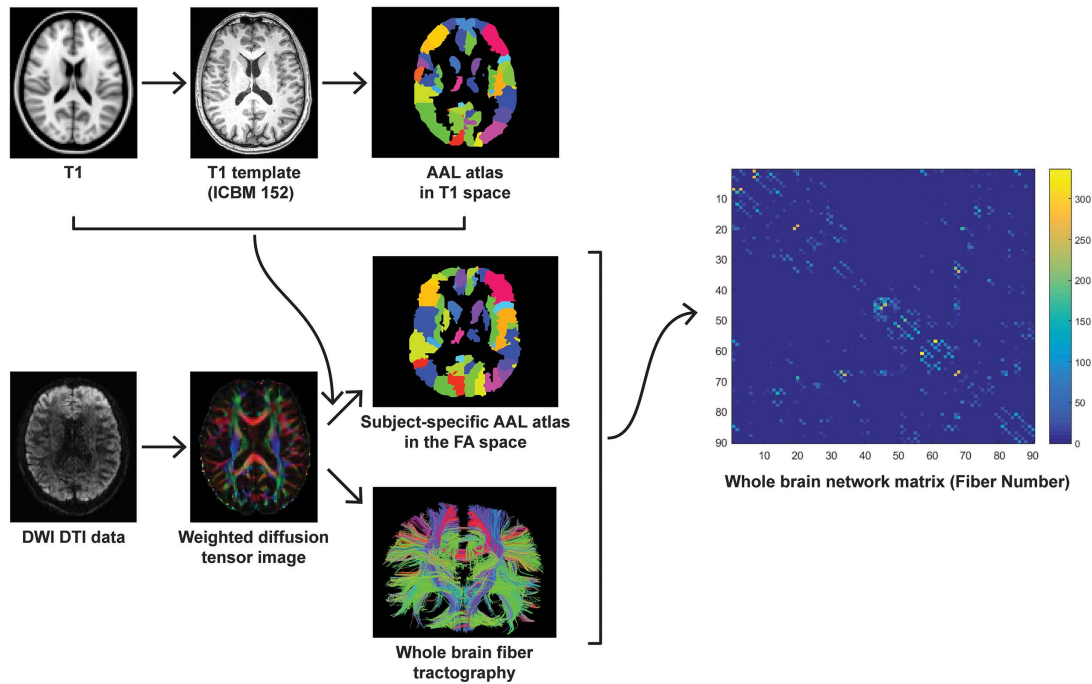 T1
T1 template
(ICBM 152)
AAL atlas
in T1 space
Subject-specific AAL atlas
in the FA space
DWI DTI data
Weighted diffusion
tensor image
Whole brain fiber
tractography
10
20
30
40
50
60
70
80
90
10
20
30
40
50
60
70
80
90
300
250
200
150
100
50
0
Whole brain network matrix (Fiber Number)